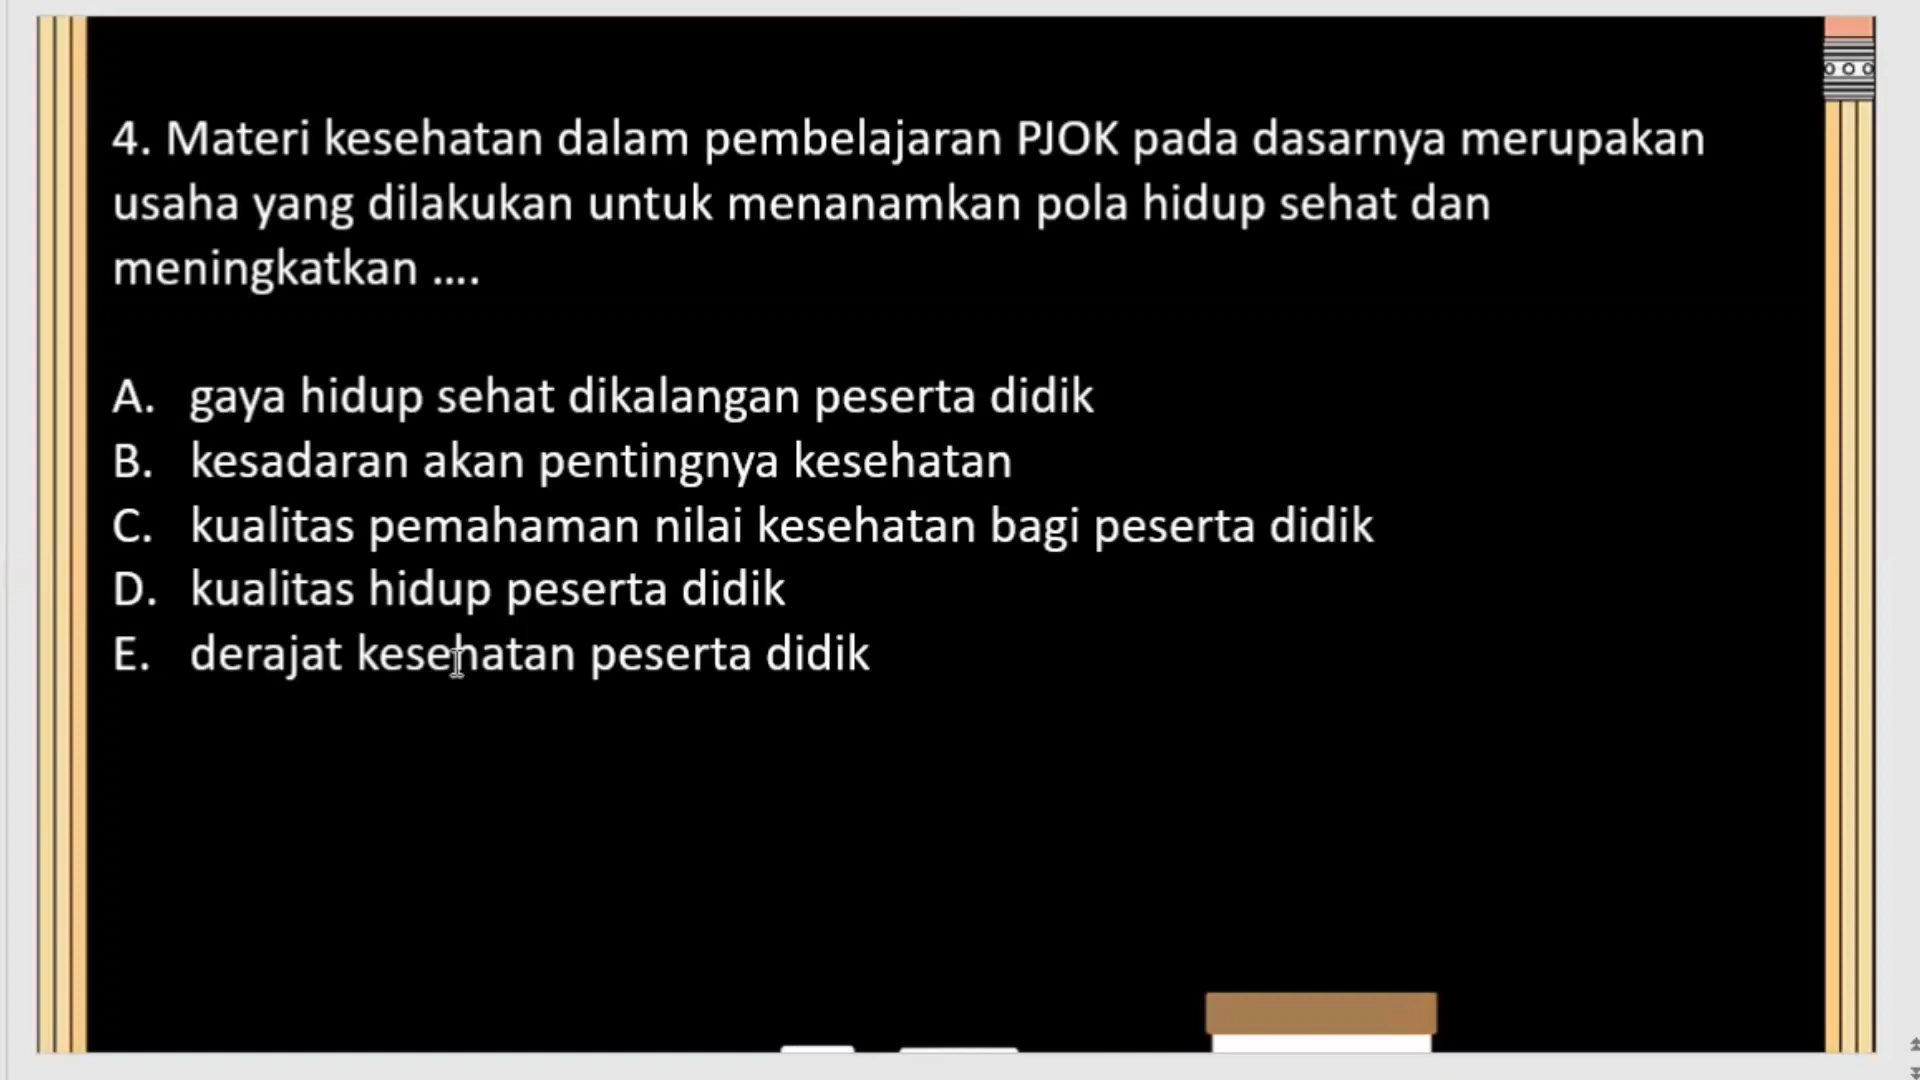 4. Materi kesehatan dalam pembelajaran PJOK pada dasarnya merupakan
usaha yang dilakukan untuk menanamkan pola hidup sehat dan
meningkatkan ....
A. gaya hidup sehat dikalangan peserta didik
B. kesadaran akan pentingnya kesehatan
C. kualitas pemahaman nilai kesehatan bagi peserta didik
D. kualitas hidup peserta didik
E. derajat kesehatan peserta didik